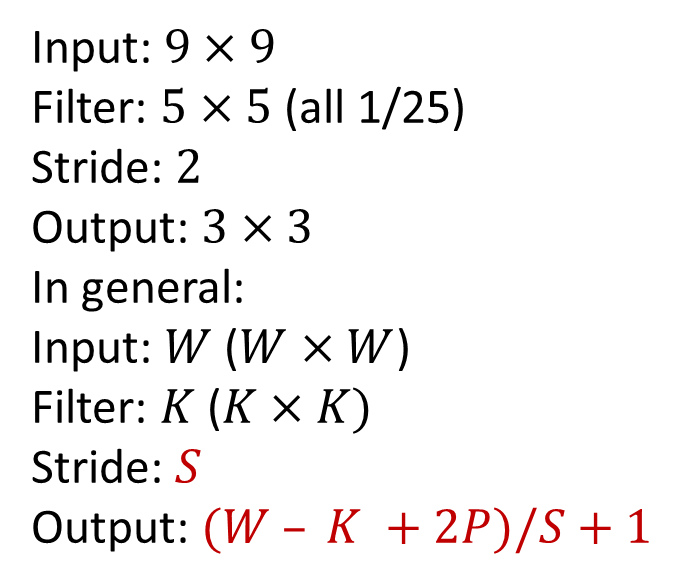 Input: 9 × 9
Filter: 5 × 5 (all 1/25)
Stride: 2
Output: 3 × 3
In general:
Input: W (W × W)
Filter: K (K × K)
Stride: S
Output: (W – K + 2P)/S + 1